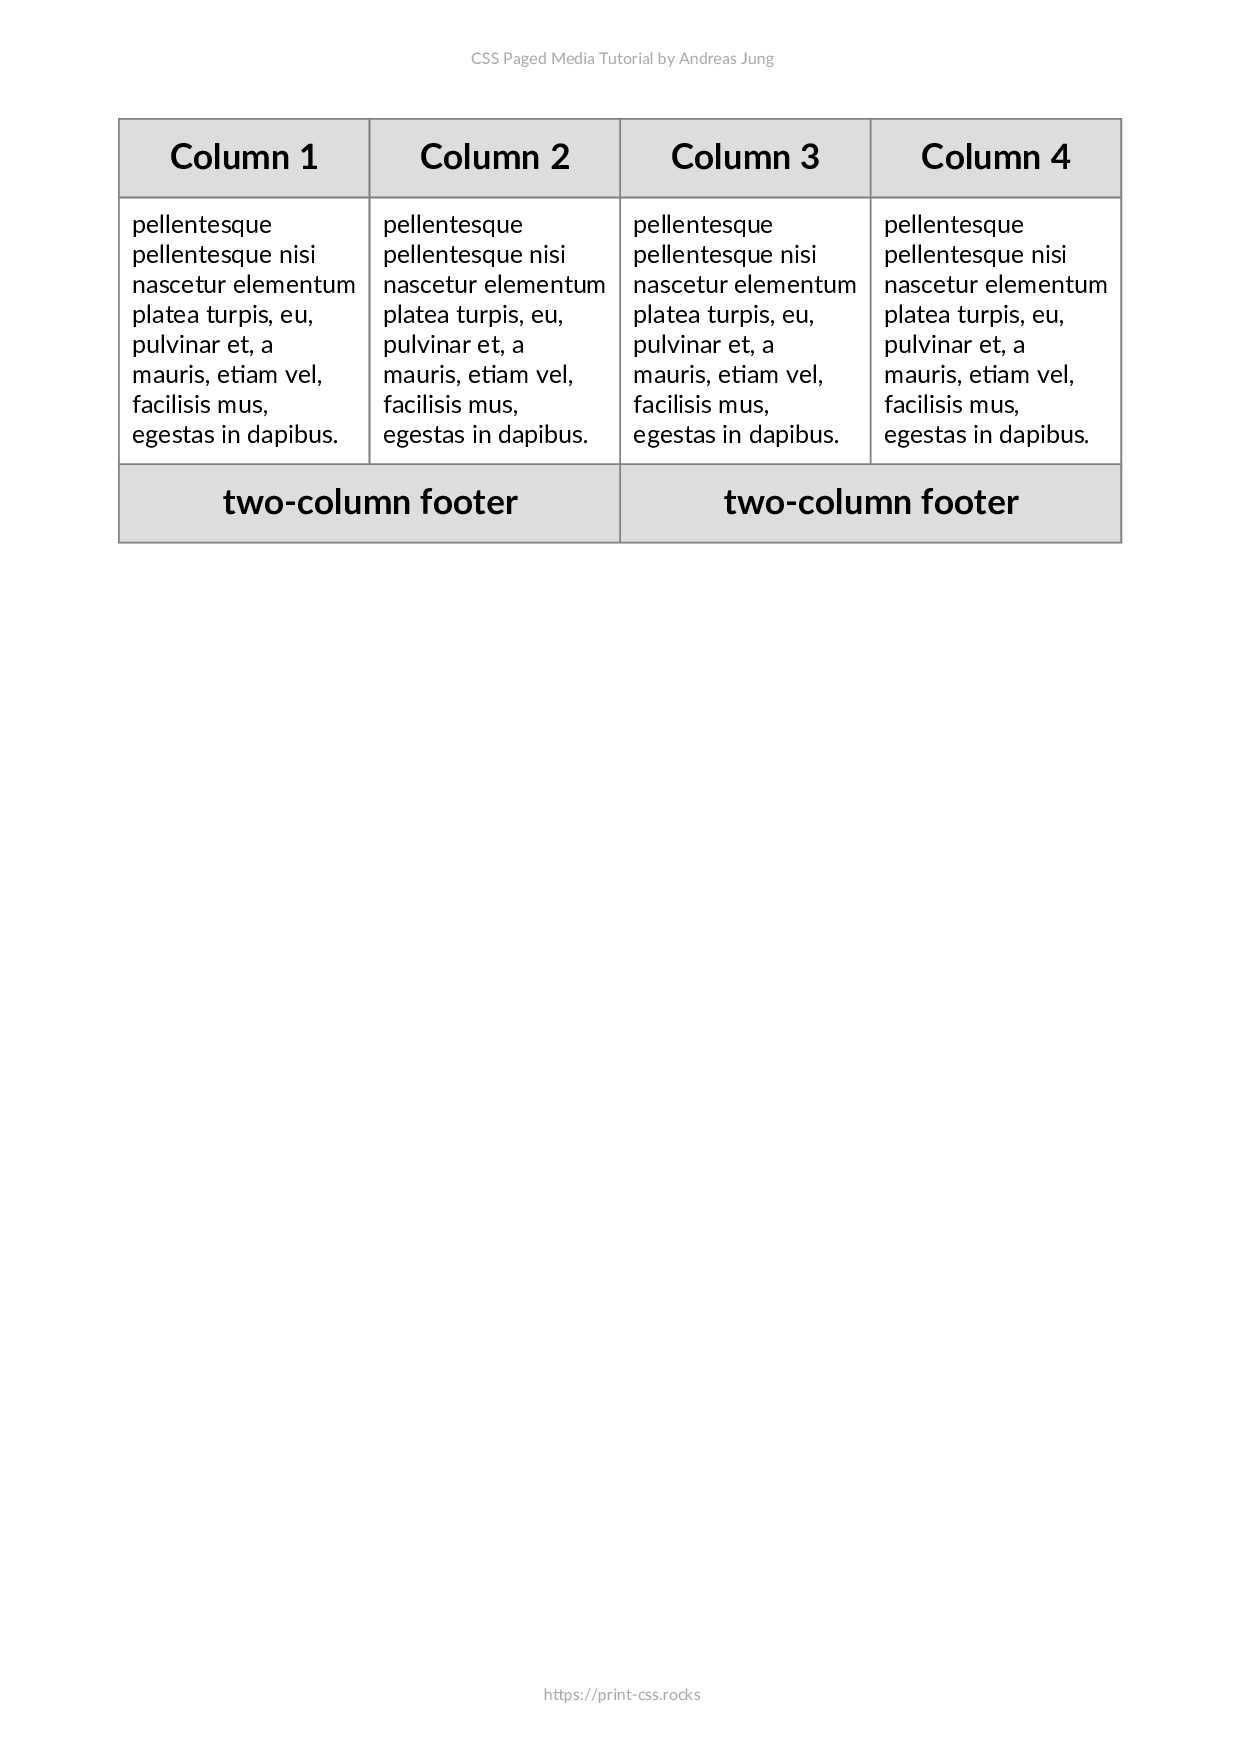 CSS Paged Media Tutorial by Andreas Jung
Column 1 Column 2 Column 3 Column 4
pellentesque pellentesque pellentesque pellentesque
pellentesque nisi pellentesque nisi pellentesque nisi pellentesque nisi
nascetur elementum nascetur elementum nascetur elementum nascetur elementum
platea turpis, eu, platea turpis, eu, platea turpis, eu, platea turpis, eu,
pulvinar et, a pulvinar et, a pulvinar et, a pulvinar et, a
mauris, etiam vel, mauris, etiam vel, mauris, etiam vel, mauris, etiam vel,
facilisis mus, facilisis mus, facilisis mus, facilisis mus,
egestas in dapibus. egestas in dapibus. egestas in dapibus. egestas in dapibus.
two-column footer two-column footer
https://print-css.rocks